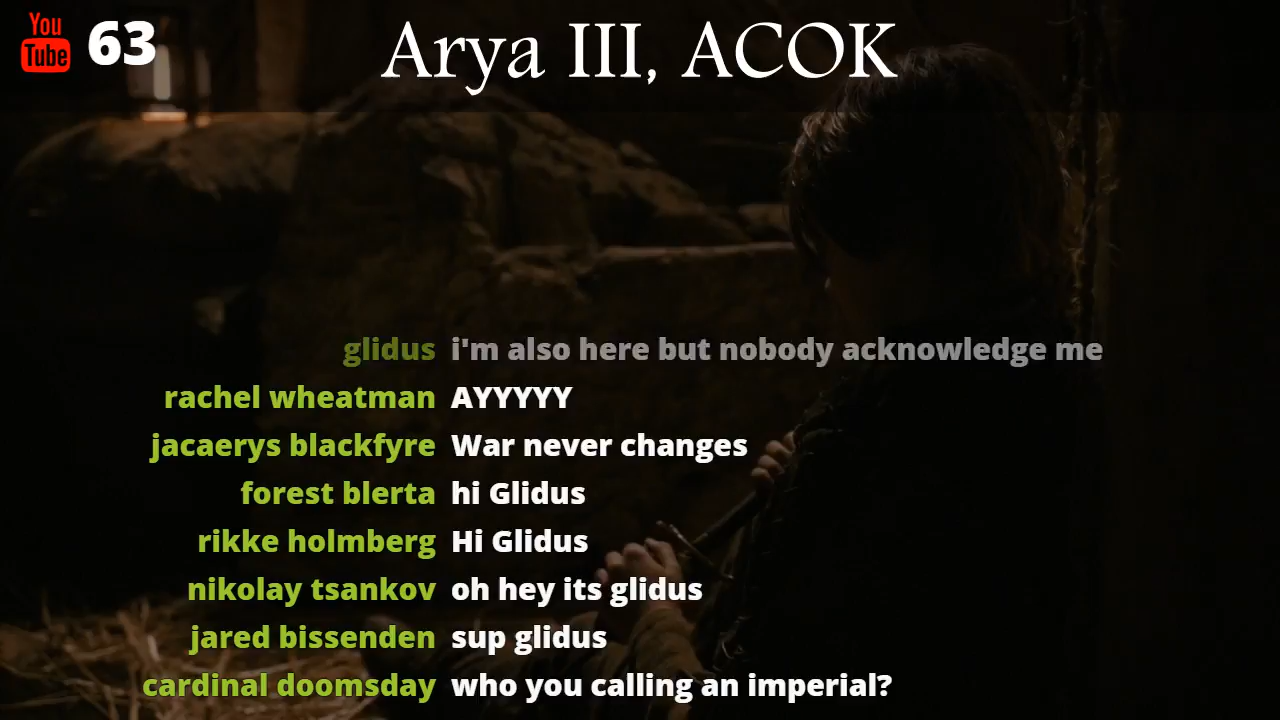 You
Tube
63
Arya III, ACOK
glidus i'm also here but nobody acknowledge me
rachel wheatman AYYYYY
jacaerys blackfyre War never changes
forest blerta hi Glidus
rikke holmberg Hi Glidus
nikolay tsankov oh hey its glidus
jared bissenden sup glidus
cardinal doomsday who you calling an imperial?